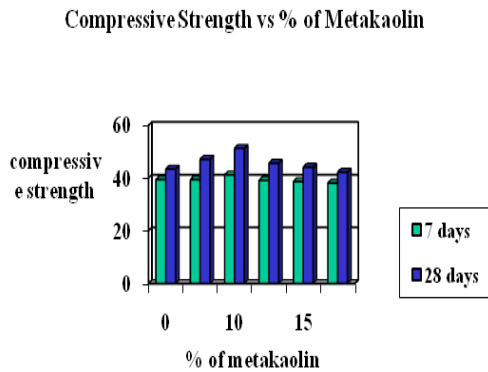 Compressive Strength vs % of Metakaolin
60
compressiv
e strength
40
20
0
7 days
28 days
0 10 15
% of metakaolin